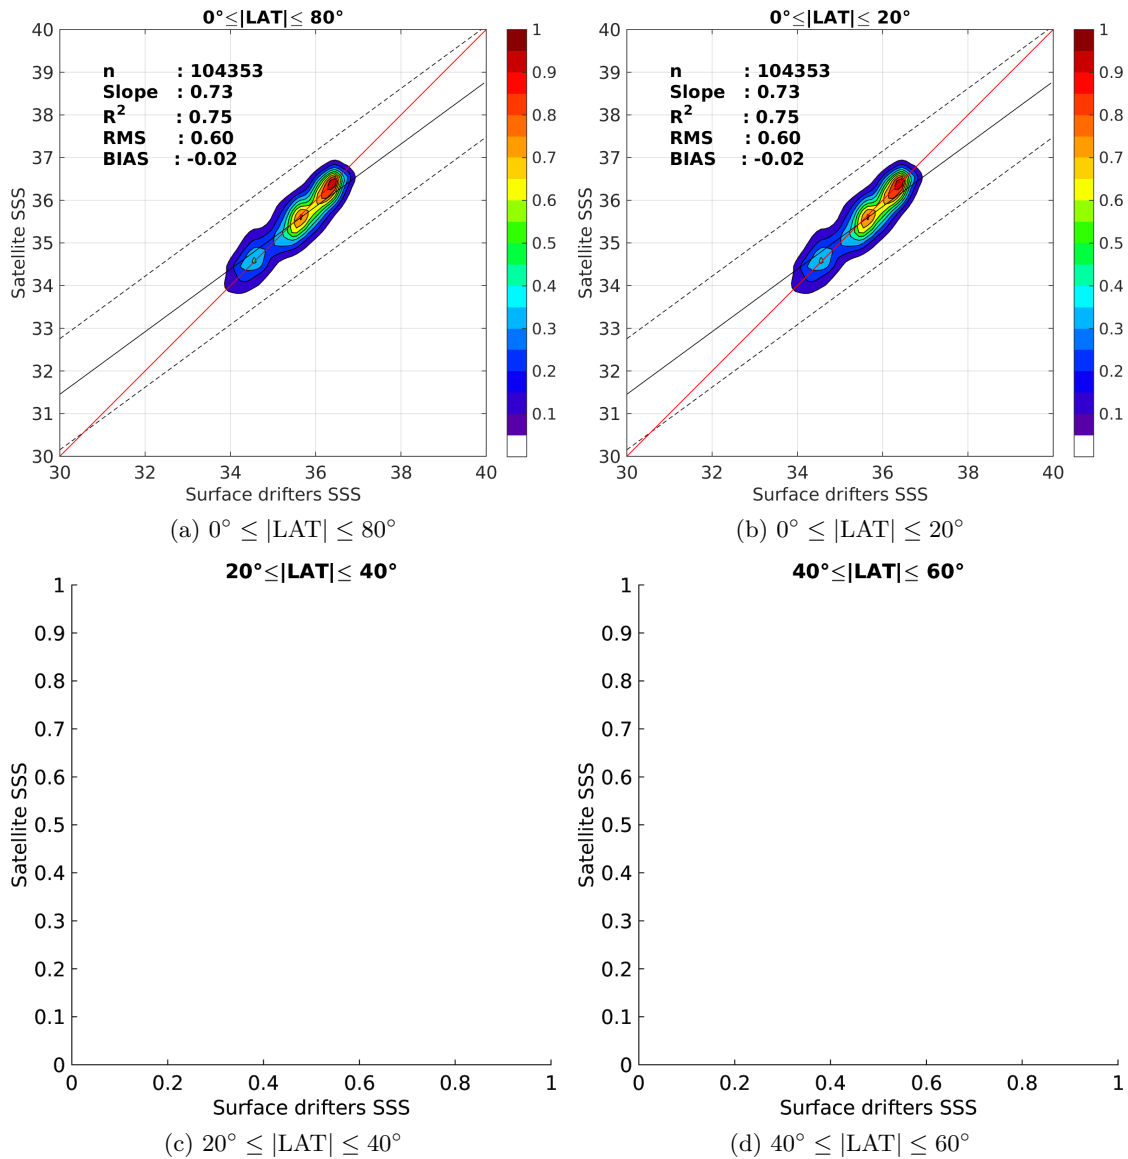 0°≤|LAT|≤ 80°
40
39
38
37
36
35
34
33
32
31
30
n : 104353
Slope : 0.73
R2 : 0.75
RMS : 0.60
BIAS : -0.02
Satellite SSS
30 32 34 36 38 40
Surface drifters SSS
1
0.9
0.8
0.7
0.6
0.5
0.4
0.3
0.2
0.1
(a) 0° ≤ |LAT| ≤ 80°
0°≤|LAT|≤ 20°
40
39
38
37
36
35
34
33
32
31
30
n : 104353
Slope : 0.73
R2 : 0.75
RMS : 0.60
BIAS : -0.02
Satellite SSS
30 32 34 36 38 40
Surface drifters SSS
1
0.9
0.8
0.7
0.6
0.5
0.4
0.3
0.2
0.1
(b) 0° ≤ |LAT| ≤ 20°
20°≤|LAT|≤ 40°
1
0.9
0.8
0.7
0.6
0.5
0.4
0.3
0.2
0.1
0
Satellite SSS
0 0.2 0.4 0.6 0.8 1
Surface drifters SSS
(c) 20° ≤ |LAT| ≤ 40°
40°≤|LAT|≤ 60°
1
0.9
0.8
0.7
0.6
0.5
0.4
0.3
0.2
0.1
0
Satellite SSS
0 0.2 0.4 0.6 0.8 1
Surface drifters SSS
(d) 40° ≤ |LAT| ≤ 60°